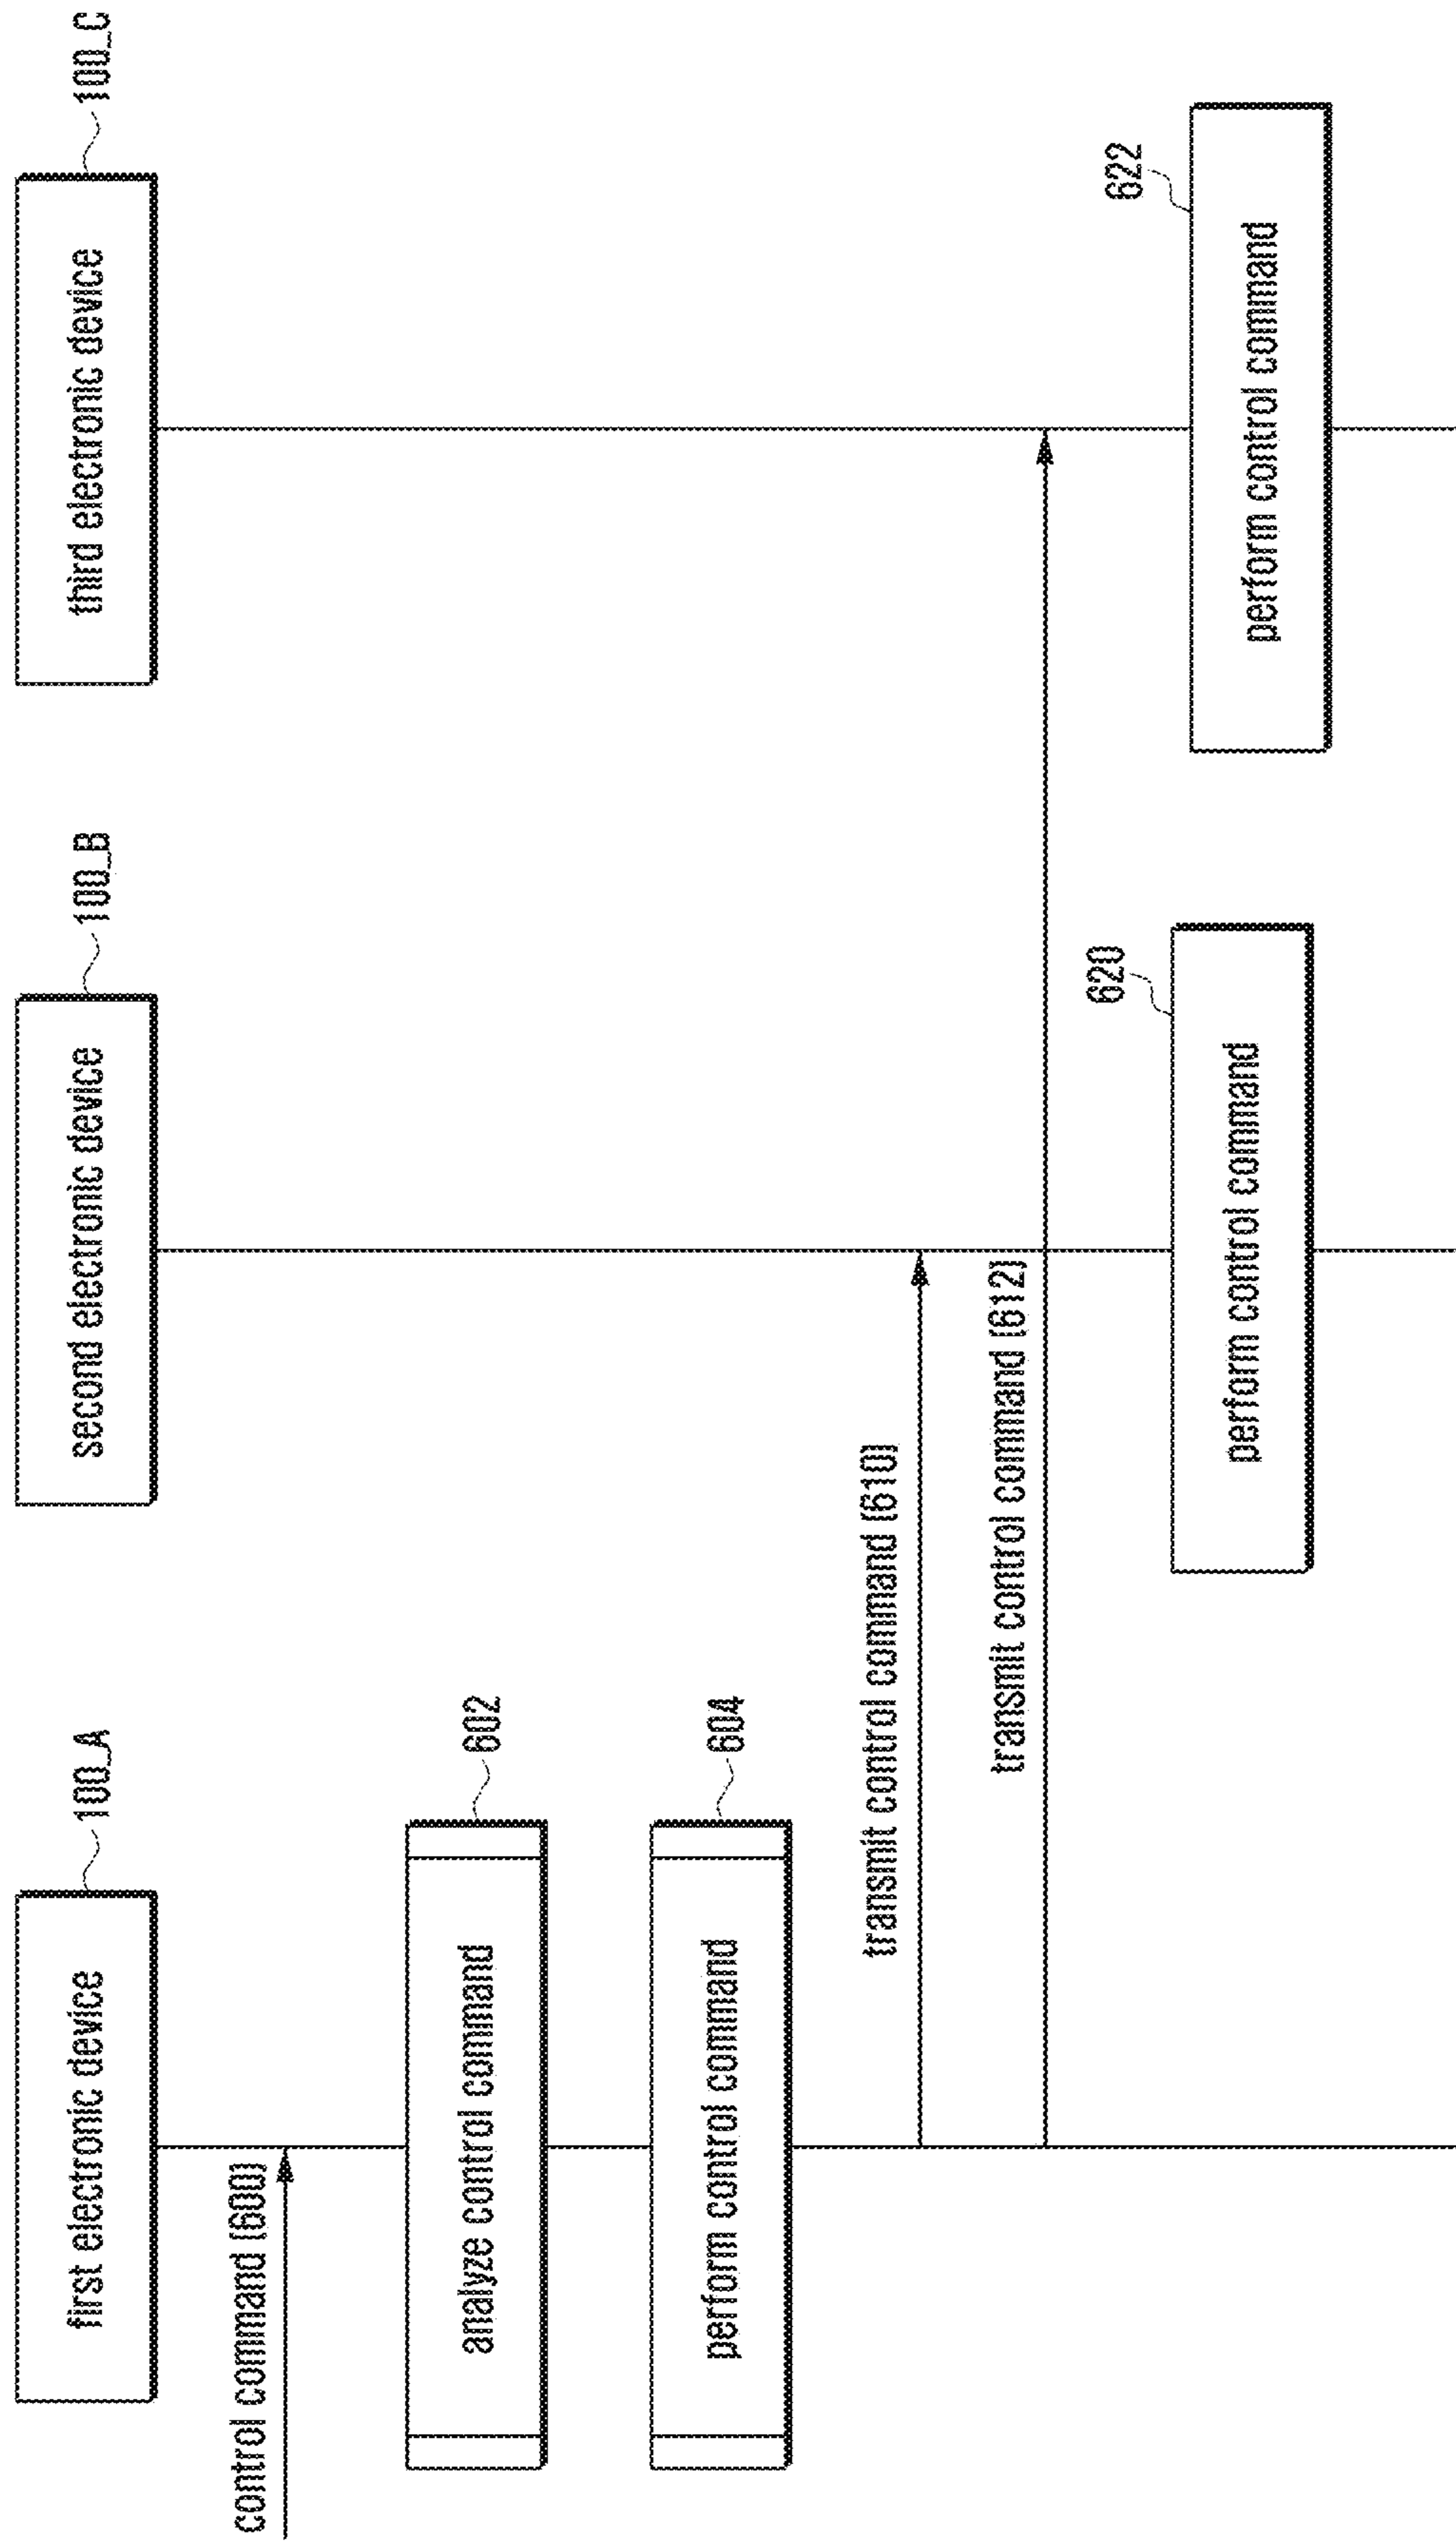 first electronic device
100_A
second electronic device
100_B
third electronic device
100_C
control command [600]
analyze control command
602
perform control command
604
transmit control command [610]
transmit control command [612]
perform control command
620
perform control command
622